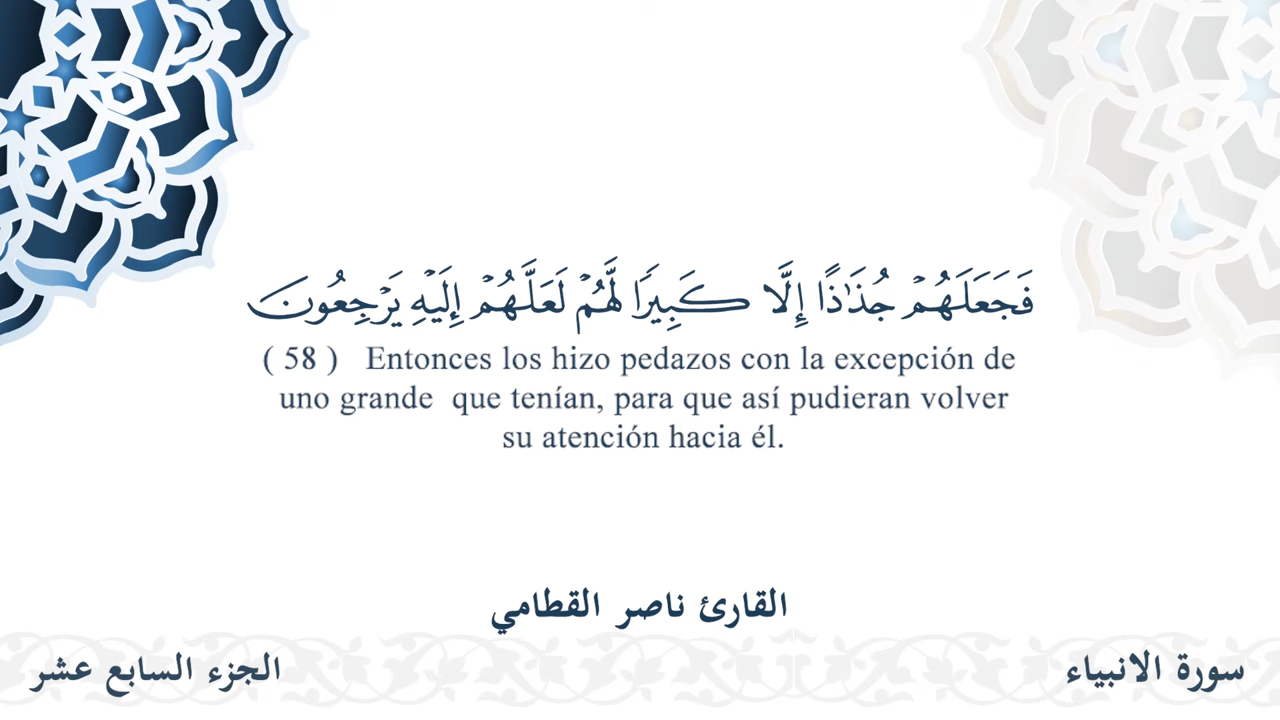 فَجَعَلَهُمْ جُذَٰذًا إِلَّا كَبِيرًا لَّهُمْ لَعَلَّهُمْ إِلَيْهِ يَرْجِعُونَ
( 58 ) Entonces los hizo pedazos con la excepción de
uno grande que tenían, para que así pudieran volver
su atención hacia él.
القارئ ناصر القطامي
سورة الانبياء
الجزء السابع عشر